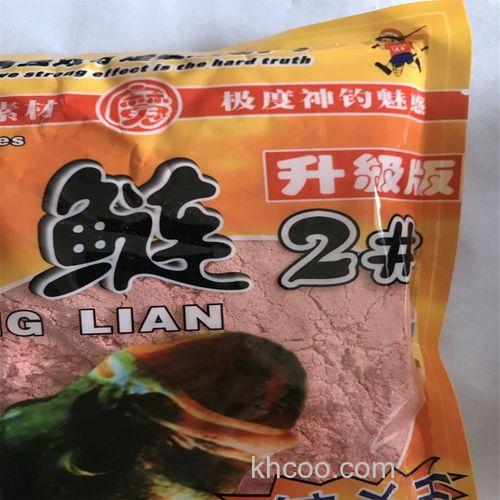 ve strong effect is the hard truth
素材 极度神钓魅惑
es
升級版
鲢 2#
G LIAN
khcoo.com